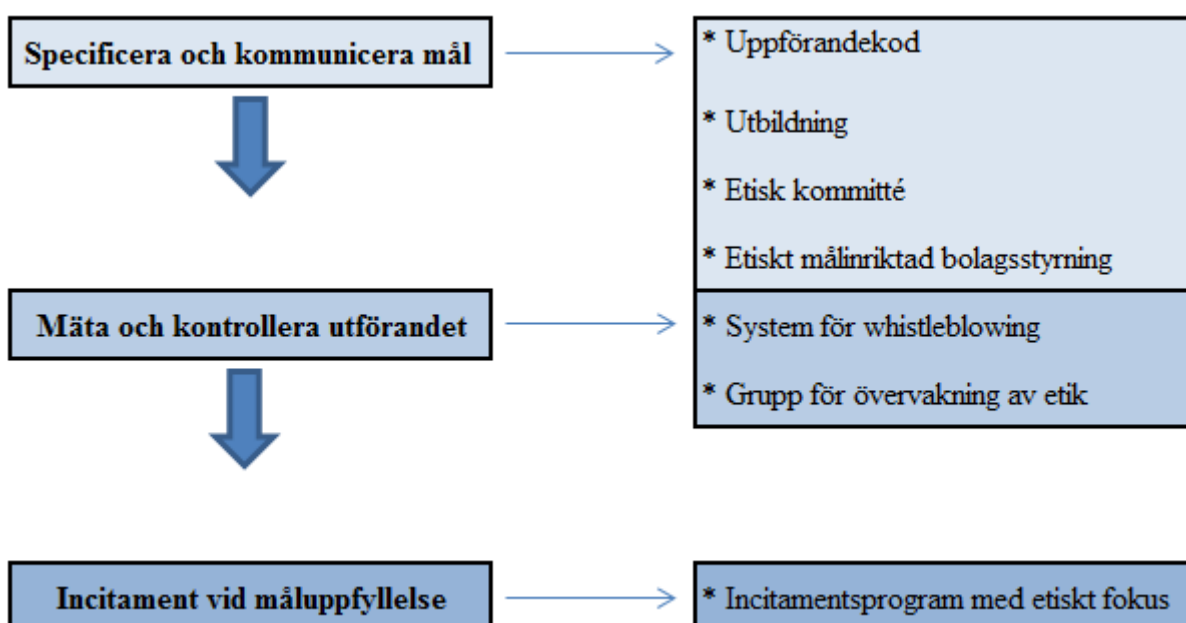 Specificera och kommunicera mål
* Uppförandekod
* Utbildning
* Etisk kommitté
* Etiskt målinriktad bolagsstyrning
Mäta och kontrollera utförandet
* System för whistleblowing
* Grupp för övervakning av etik
Incitament vid måluppfyllelse
* Incitamentsprogram med etiskt fokus